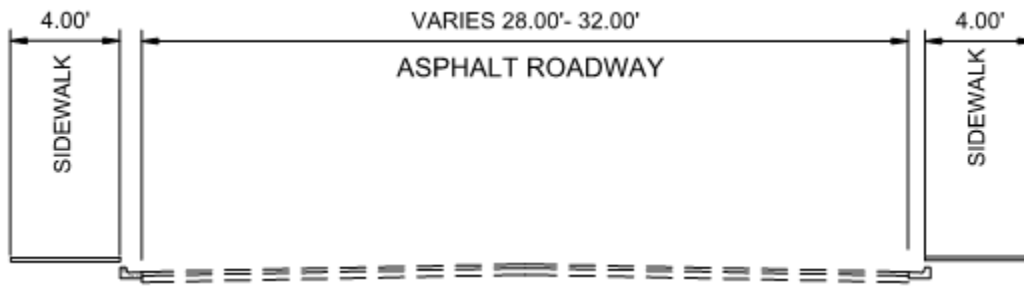 4.00'
VARIES 28.00'- 32.00'
4.00'
ASPHALT ROADWAY
SIDEWALK
SIDEWALK